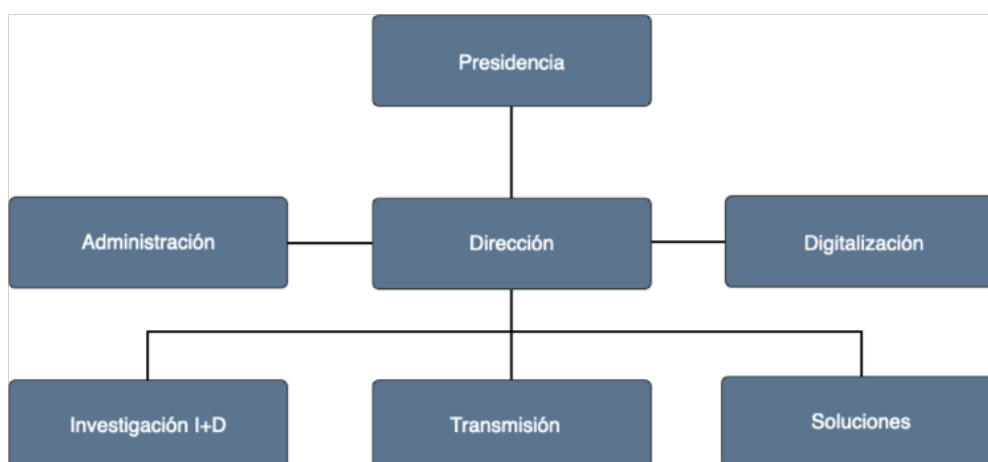 Presidencia
Administración
Dirección
Digitalización
Investigación I+D
Transmisión
Soluciones